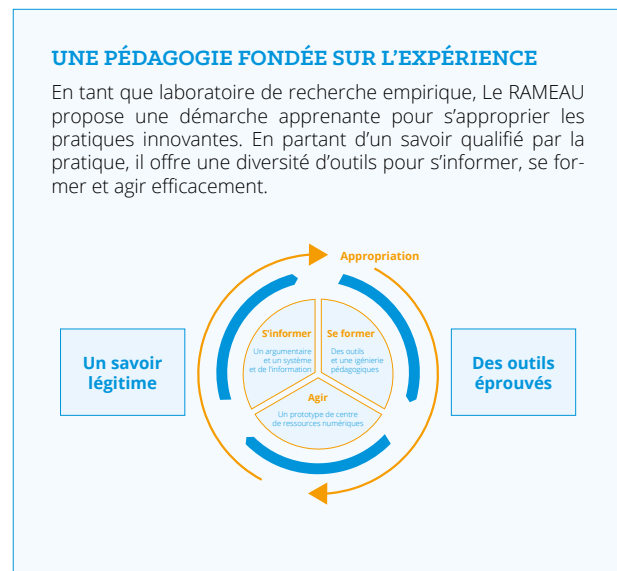 UNE PÉDAGOGIE FONDÉE SUR L’EXPÉRIENCE
En tant que laboratoire de recherche empirique, Le RAMEAU
propose une démarche apprenante pour s’approprier les
pratiques innovantes. En partant d’un savoir qualifié par la
pratique, il offre une diversité d’outils pour s’informer, se for-
mer et agir efficacement.
Appropriation
S’informer
Un argumentaire
et un système
et de l’information
Se former
Des outils
et une igénierie
pédagogiques
Un savoir
légitime
Des outils
éprouvés
Agir
Un prototype de centre
de ressources numériques